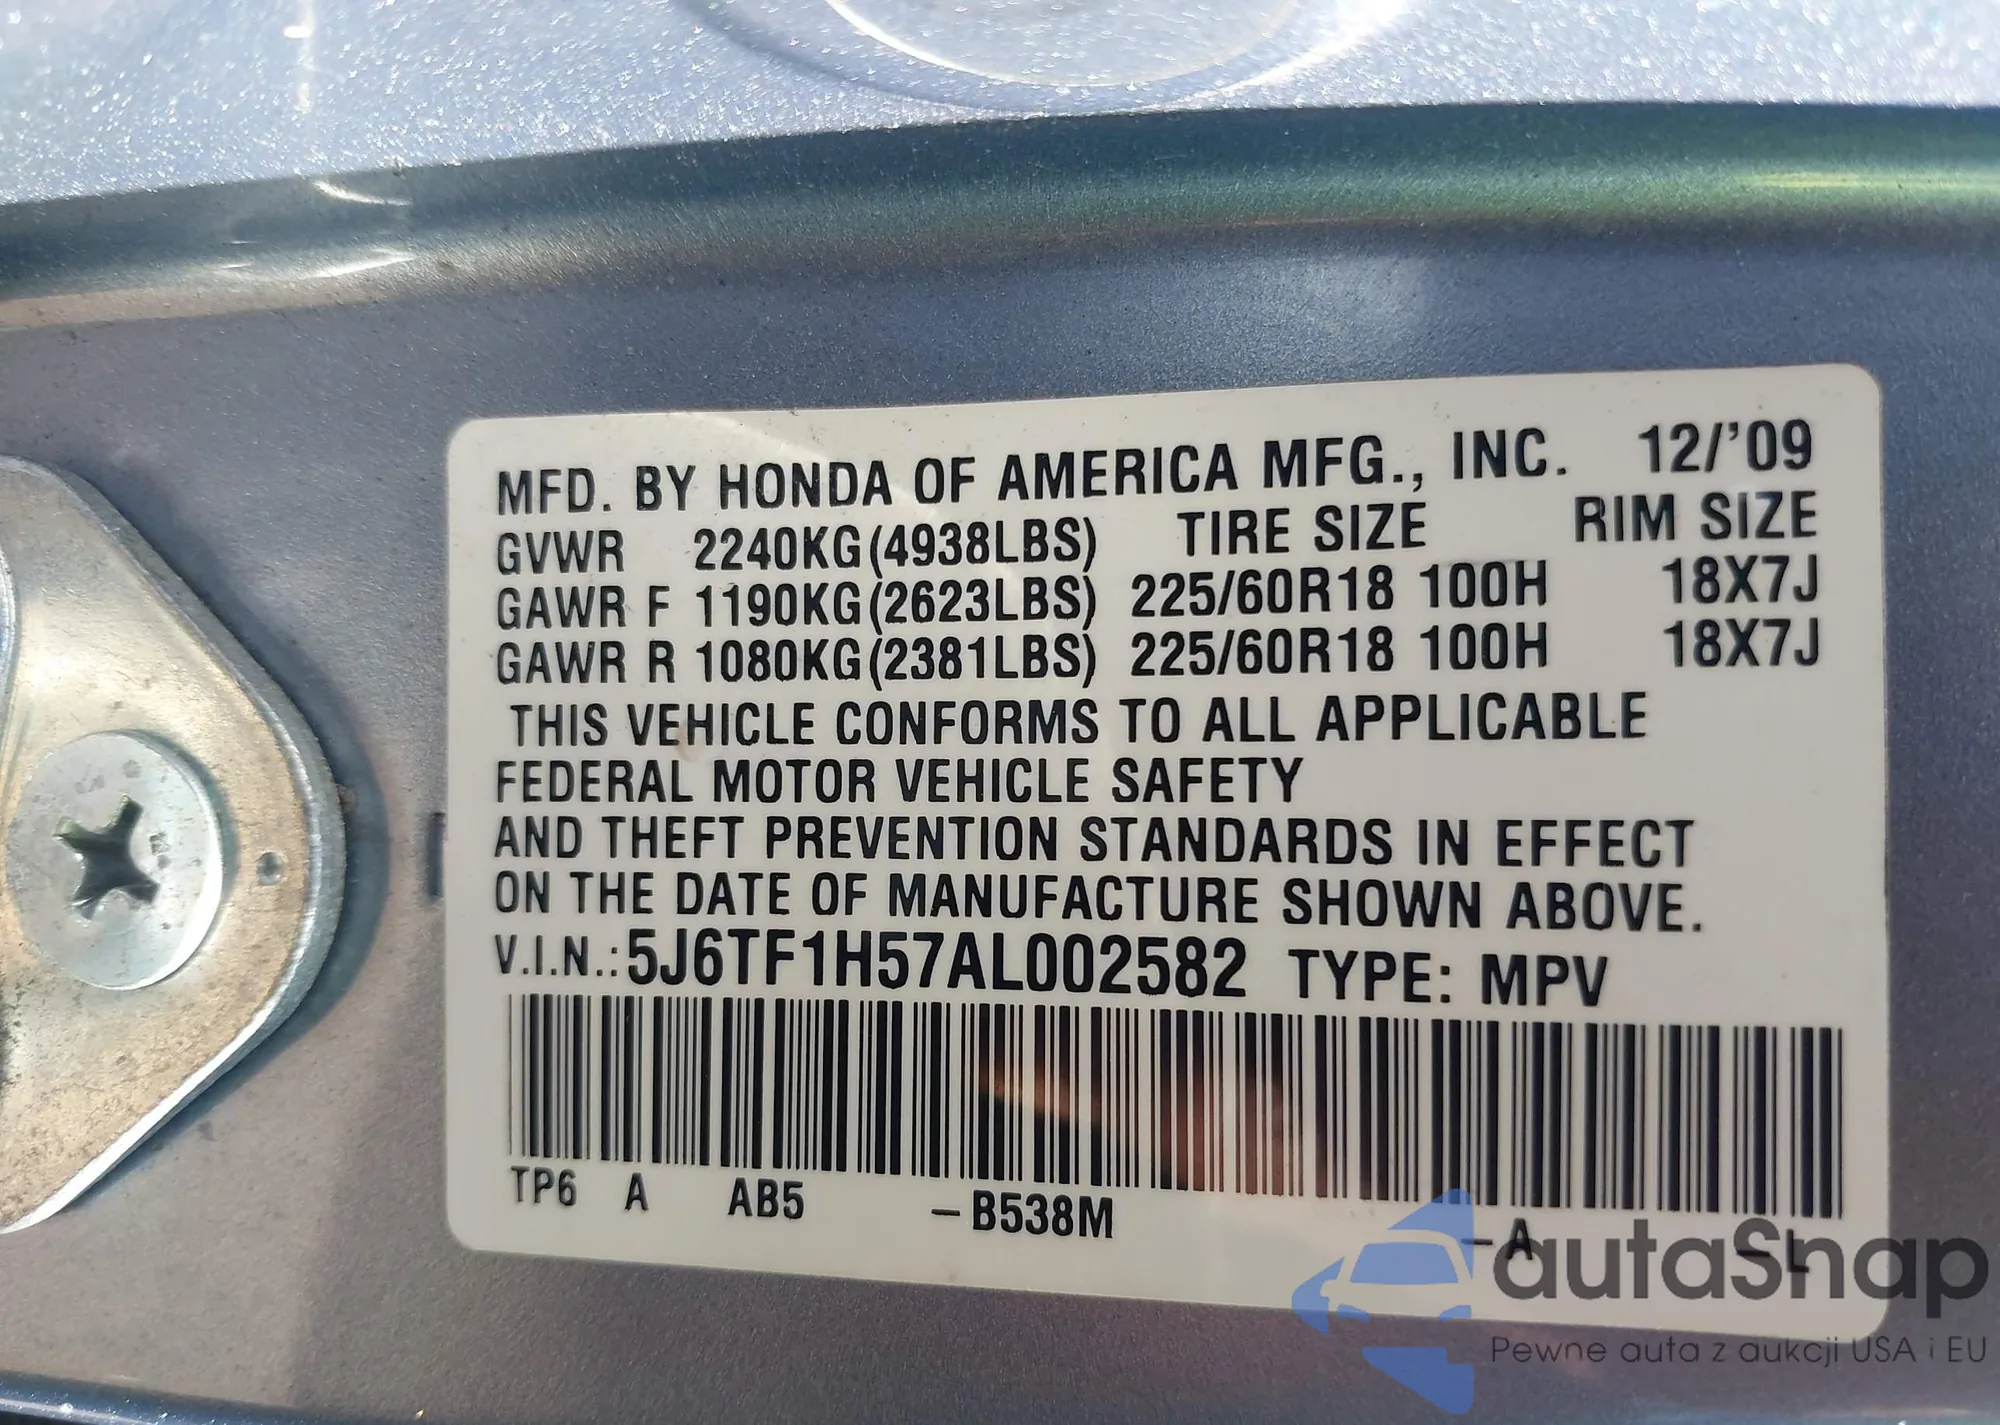 MFD. BY HONDA OF AMERICA MFG., INC. 12/'09
GVWR 2240KG(4938LBS) TIRE SIZE RIM SIZE
GAWR F 1190KG(2623LBS) 225/60R18 100H 18X7J
GAWR R 1080KG(2381LBS) 225/60R18 100H 18X7J
THIS VEHICLE CONFORMS TO ALL APPLICABLE
FEDERAL MOTOR VEHICLE SAFETY
AND THEFT PREVENTION STANDARDS IN EFFECT
ON THE DATE OF MANUFACTURE SHOWN ABOVE.
V.I.N.: 5J6TF1H57AL002582 TYPE: MPV
TP6 A AB5 -B538M -A -L
autaSnap
Pewne auta z aukcji USA i EU